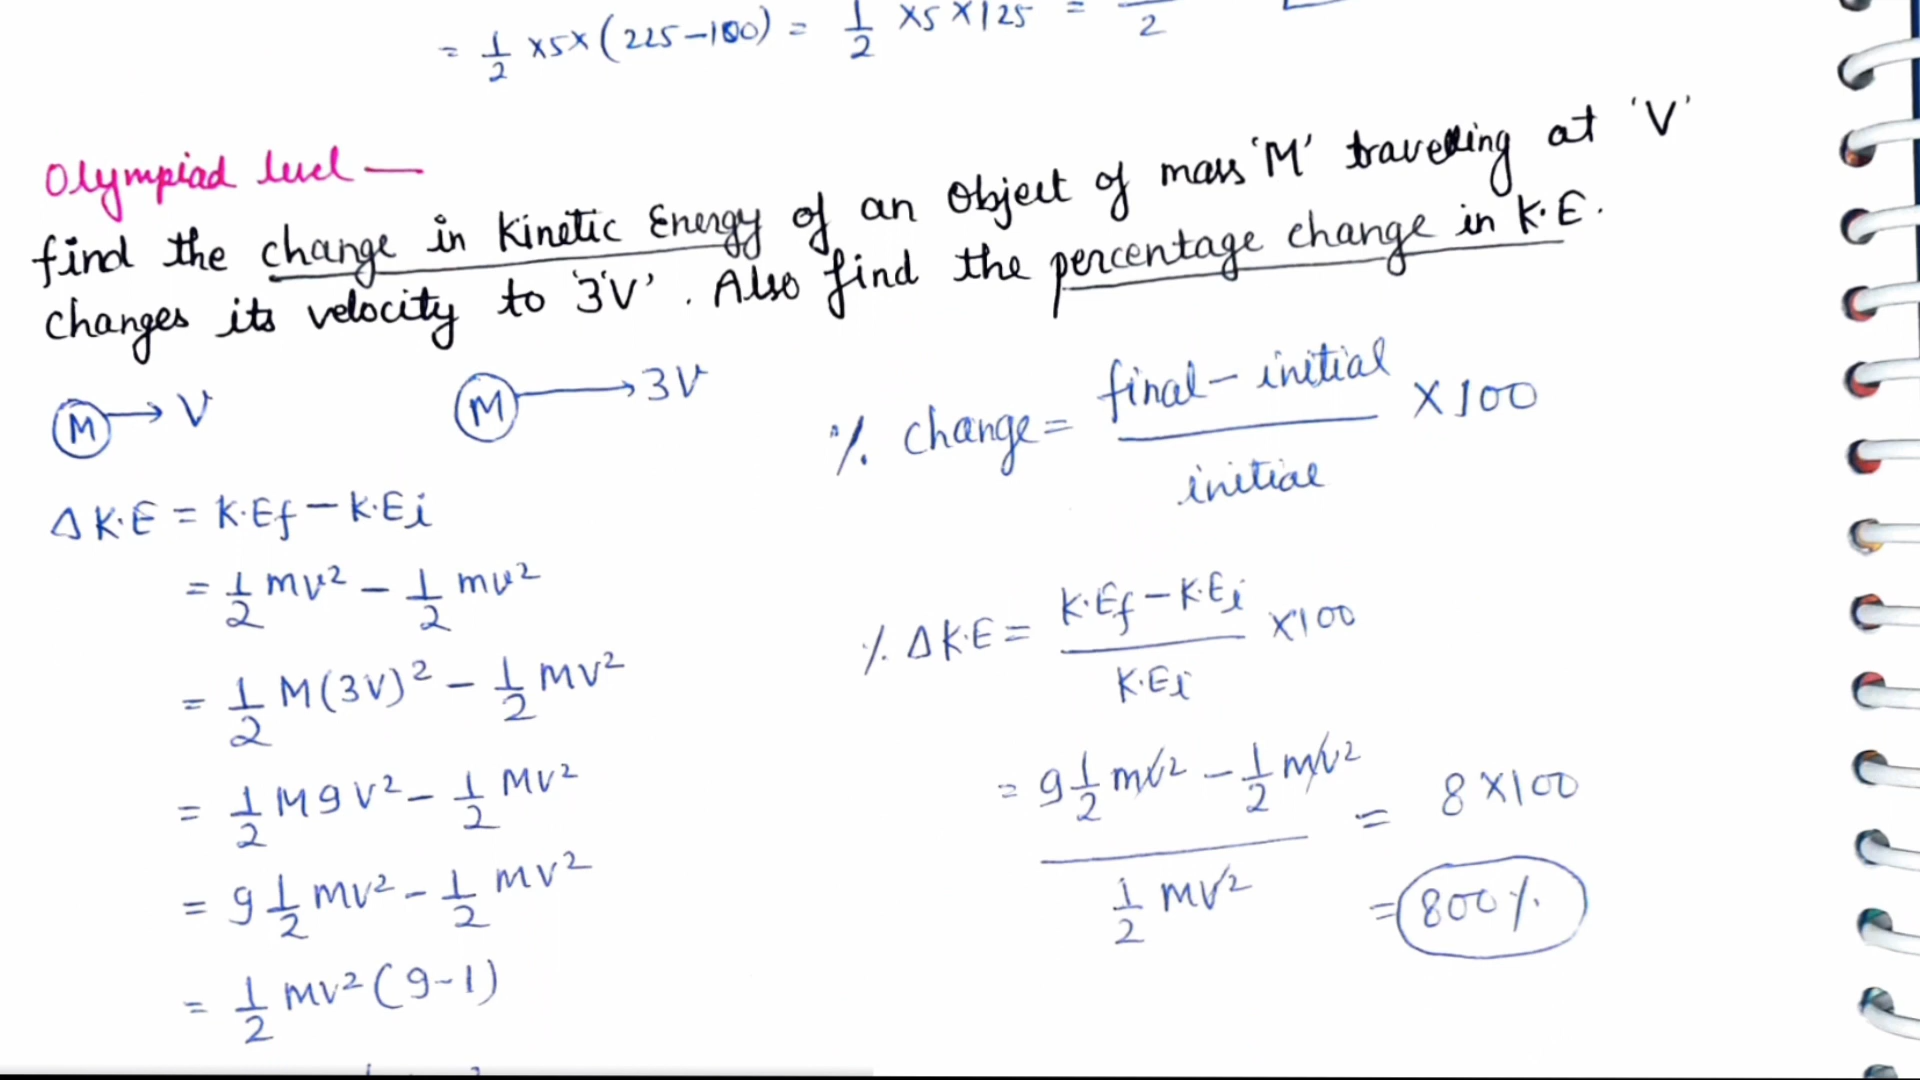 = 1/2 x5x (225-100) = 1/2 x5 x125 = /2
Olympiad level —
find the change in Kinetic Energy of an object of mass 'M' travelling at 'V'
changes its velocity to '3V'. Also find the percentage change in K.E.
M → V
M → 3V
ΔK.E = K.Ef - K.Ei
= 1/2 mv² - 1/2 mu²
= 1/2 M(3V)² - 1/2 MV²
= 1/2 M9V² - 1/2 MV²
= 9 1/2 mv² - 1/2 MV²
= 1/2 mv² (9-1)
% change = (final - initial)/initial X 100
% ΔK.E = (K.Ef - K.Ei)/K.Ei X100
= (9 1/2 mv² - 1/2 mv²)/(1/2 mv²) = 8 X100
= 800%